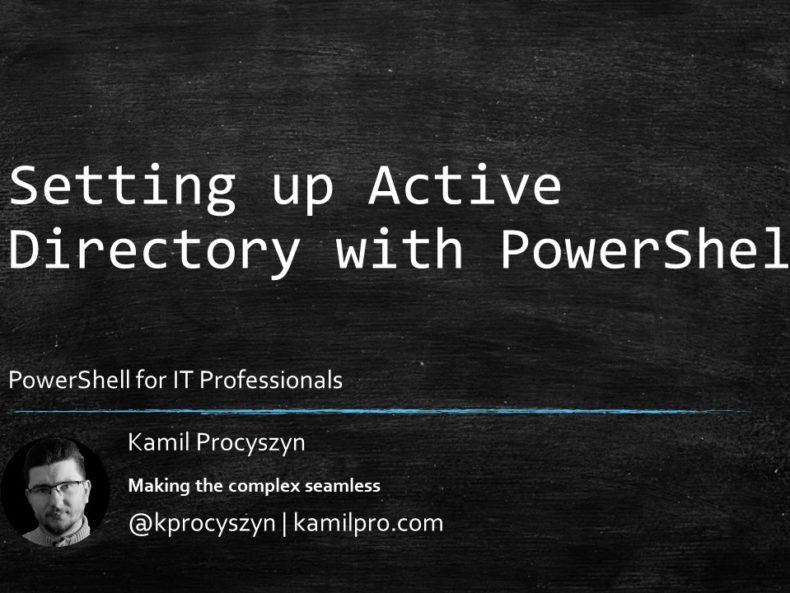 Setting up Active
Directory with PowerShel
PowerShell for IT Professionals
Kamil Procyszyn
Making the complex seamless
@kprocyszyn | kamilpro.com